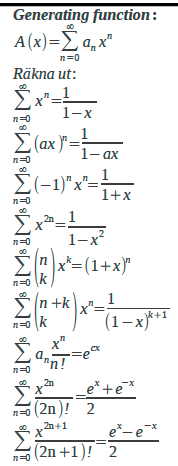 Generating function:
A(x)=∑_{n=0}^{∞} a_n x^n
Räkna ut:
∑_{n=0}^{∞} x^n = 1/(1−x)
∑_{n=0}^{∞} (ax)^n = 1/(1−ax)
∑_{n=0}^{∞} (−1)^n x^n = 1/(1+x)
∑_{n=0}^{∞} x^{2n} = 1/(1−x^2)
∑_{n=0}^{∞} (n k) x^k = (1+x)^n
∑_{n=0}^{∞} (n+k k) x^n = 1/(1−x)^{k+1}
∑_{n=0}^{∞} a_n x^n/n! = e^{cx}
∑_{n=0}^{∞} x^{2n}/(2n)! = (e^x+e^{−x})/2
∑_{n=0}^{∞} x^{2n+1}/(2n+1)! = (e^x−e^{−x})/2